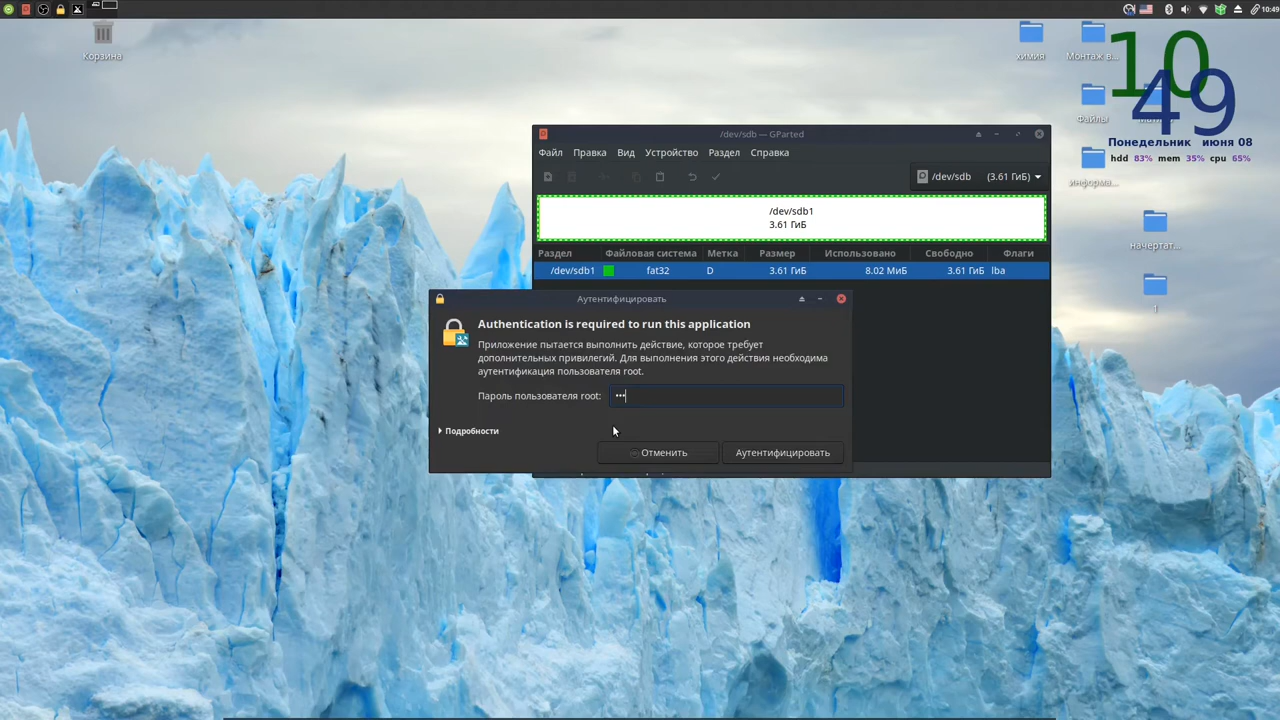 10:49
Корзина
химия
Монтаж в...
10
49
Файлы
Понедельник июня 08
hdd 83% mem 35% cpu 65%
информа...
начертат...
1
/dev/sdb — GParted
Файл Правка Вид Устройство Раздел Справка
/dev/sdb (3.61 ГиБ)
/dev/sdb1
3.61 ГиБ
Раздел Файловая система Метка Размер Использовано Свободно Флаги
/dev/sdb1 fat32 D 3.61 ГиБ 8.02 МиБ 3.61 ГиБ lba
Аутентифицировать
Authentication is required to run this application
Приложение пытается выполнить действие, которое требует
дополнительных привилегий. Для выполнения этого действия необходима
аутентификация пользователя root.
Пароль пользователя root: •••
Подробности
Отменить Аутентифицировать